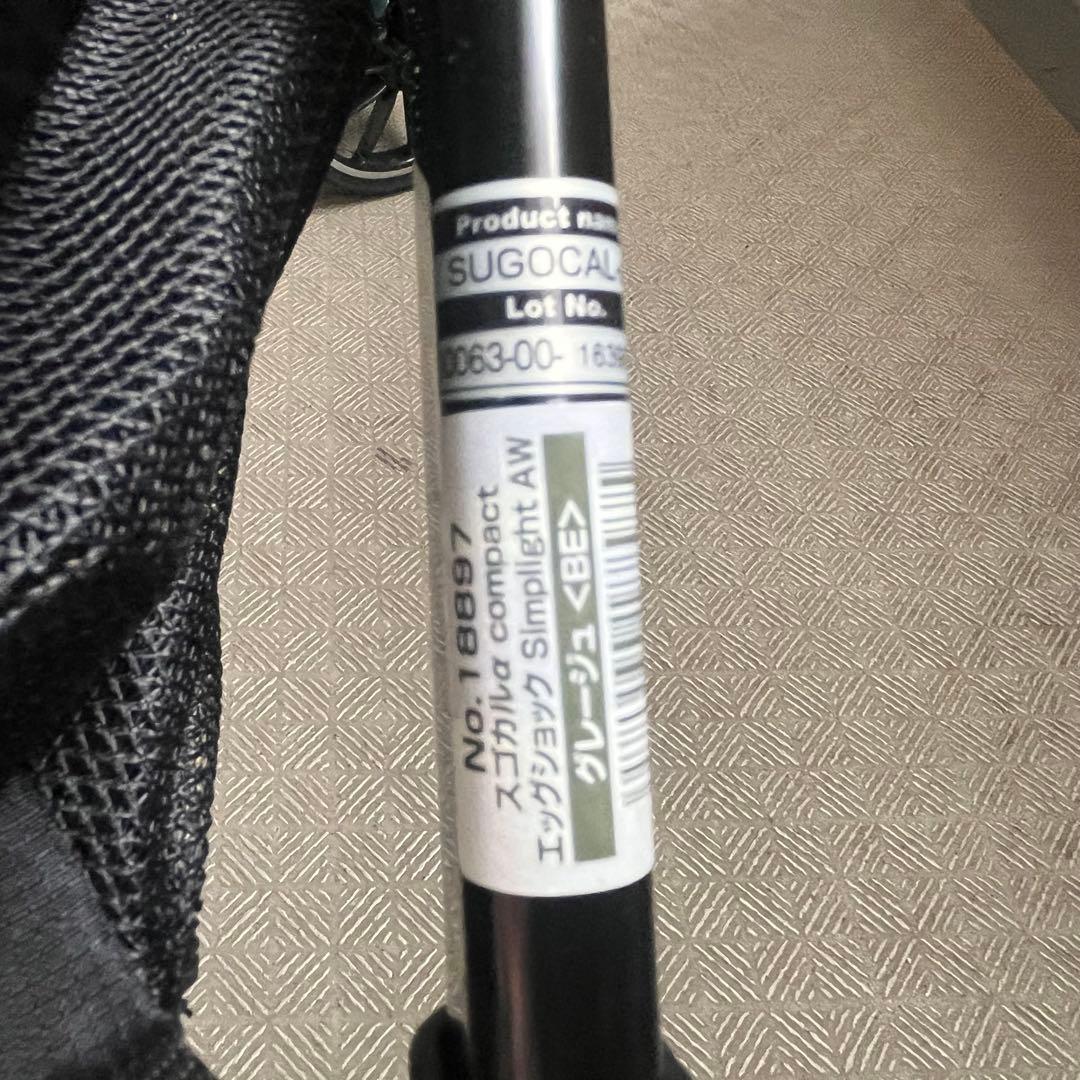 Product nam
SUGOCAL
Lot No.
0063-00- 1639
No. 18897
スゴカルα compact
エッグショック Simplight AW
グレージュ <BE>